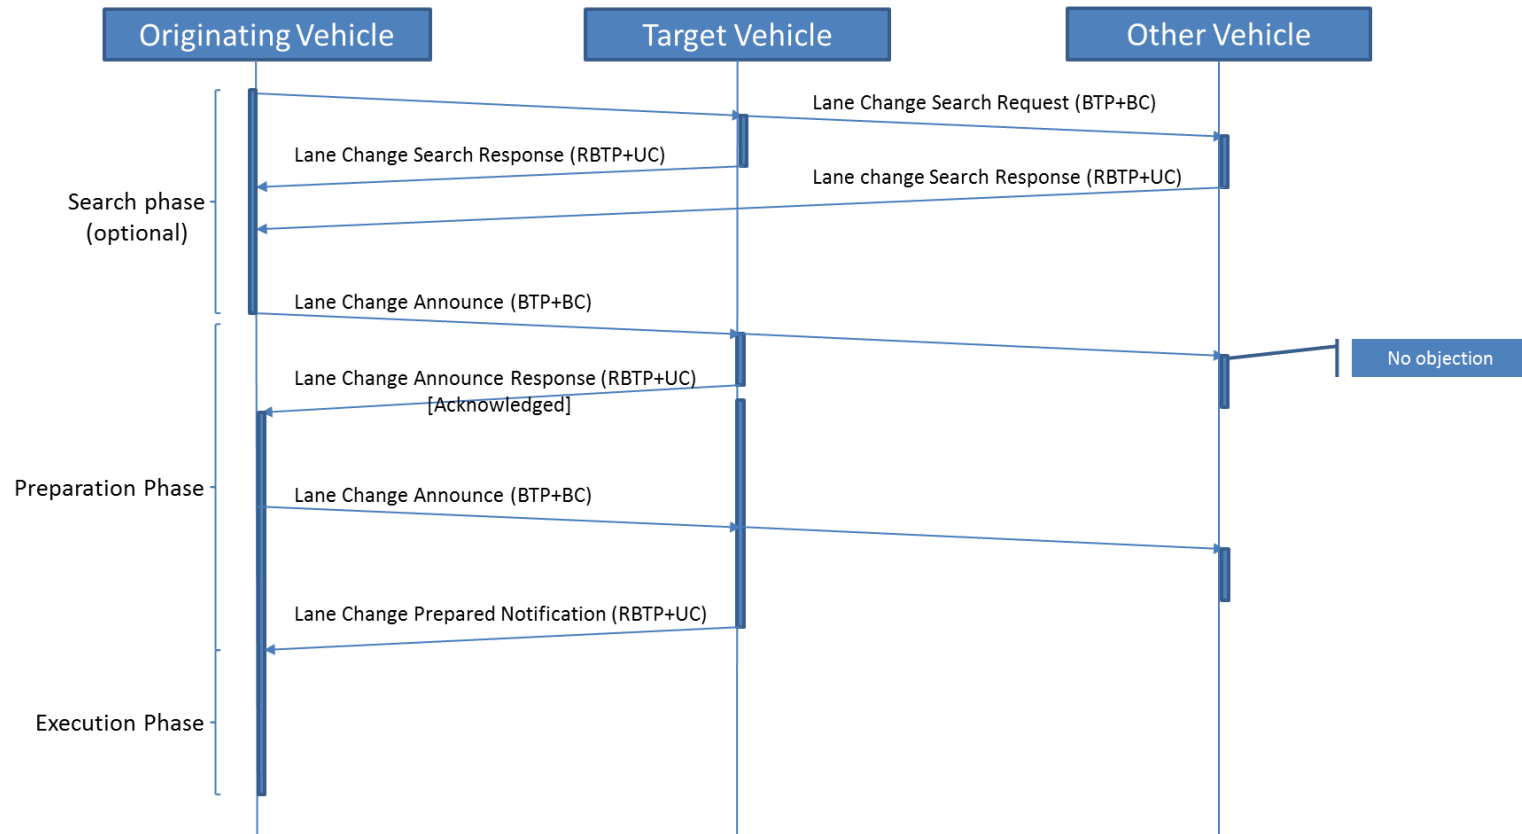 Originating Vehicle
Target Vehicle
Other Vehicle
Lane Change Search Request (BTP+BC)
Lane Change Search Response (RBTP+UC)
Lane change Search Response (RBTP+UC)
Search phase
(optional)
Lane Change Announce (BTP+BC)
No objection
Lane Change Announce Response (RBTP+UC)
[Acknowledged]
Preparation Phase
Lane Change Announce (BTP+BC)
Lane Change Prepared Notification (RBTP+UC)
Execution Phase